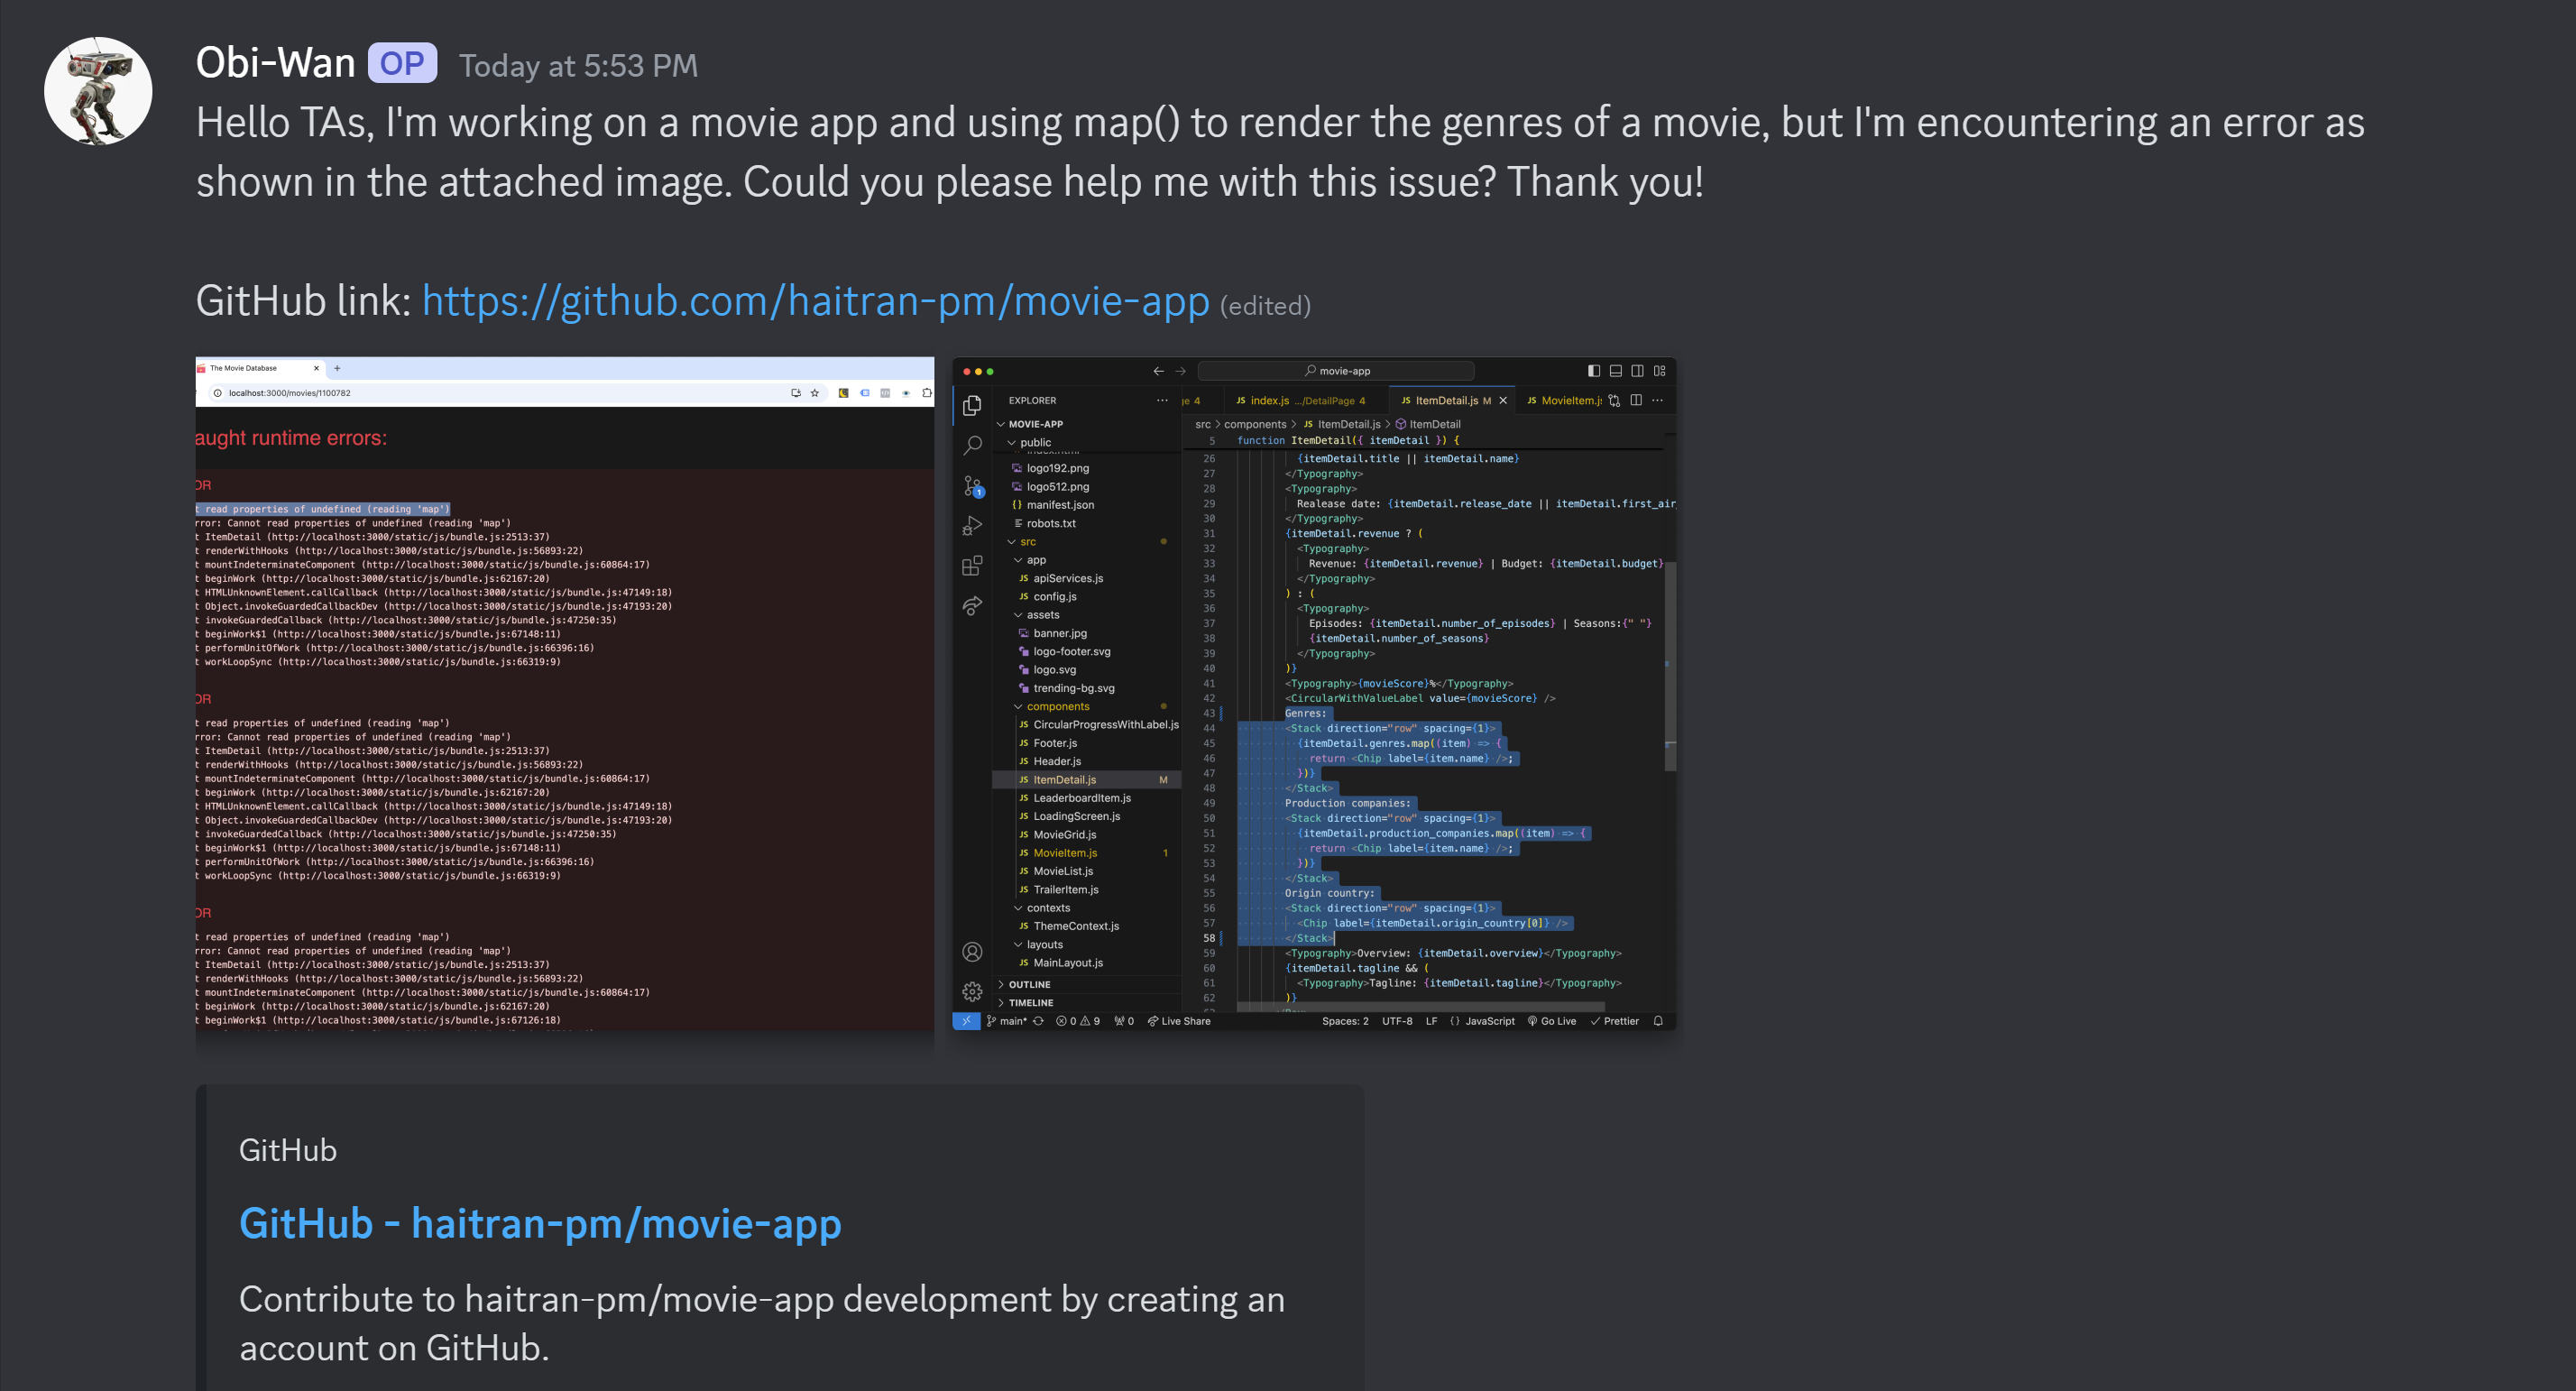 Obi-Wan OP Today at 5:53 PM
Hello TAs, I'm working on a movie app and using map() to render the genres of a movie, but I'm encountering an error as
shown in the attached image. Could you please help me with this issue? Thank you!
GitHub link: https://github.com/haitran-pm/movie-app (edited)
The Movie Database
localhost:3000/movies/1100782
aught runtime errors:
OR
t read properties of undefined (reading 'map')
rror: Cannot read properties of undefined (reading 'map')
t ItemDetail (http://localhost:3000/static/js/bundle.js:2513:37)
t renderWithHooks (http://localhost:3000/static/js/bundle.js:56893:22)
t mountIndeterminateComponent (http://localhost:3000/static/js/bundle.js:60864:17)
t beginWork (http://localhost:3000/static/js/bundle.js:62167:20)
t HTMLUnknownElement.callCallback (http://localhost:3000/static/js/bundle.js:47149:18)
t Object.invokeGuardedCallbackDev (http://localhost:3000/static/js/bundle.js:47193:20)
t invokeGuardedCallback (http://localhost:3000/static/js/bundle.js:47250:35)
t beginWork$1 (http://localhost:3000/static/js/bundle.js:67148:11)
t performUnitOfWork (http://localhost:3000/static/js/bundle.js:66396:16)
t workLoopSync (http://localhost:3000/static/js/bundle.js:66319:9)
OR
t read properties of undefined (reading 'map')
rror: Cannot read properties of undefined (reading 'map')
t ItemDetail (http://localhost:3000/static/js/bundle.js:2513:37)
t renderWithHooks (http://localhost:3000/static/js/bundle.js:56893:22)
t mountIndeterminateComponent (http://localhost:3000/static/js/bundle.js:60864:17)
t beginWork (http://localhost:3000/static/js/bundle.js:62167:20)
t HTMLUnknownElement.callCallback (http://localhost:3000/static/js/bundle.js:47149:18)
t Object.invokeGuardedCallbackDev (http://localhost:3000/static/js/bundle.js:47193:20)
t invokeGuardedCallback (http://localhost:3000/static/js/bundle.js:47250:35)
t beginWork$1 (http://localhost:3000/static/js/bundle.js:67148:11)
t performUnitOfWork (http://localhost:3000/static/js/bundle.js:66396:16)
t workLoopSync (http://localhost:3000/static/js/bundle.js:66319:9)
OR
t read properties of undefined (reading 'map')
rror: Cannot read properties of undefined (reading 'map')
t ItemDetail (http://localhost:3000/static/js/bundle.js:2513:37)
t renderWithHooks (http://localhost:3000/static/js/bundle.js:56893:22)
t mountIndeterminateComponent (http://localhost:3000/static/js/bundle.js:60864:17)
t beginWork (http://localhost:3000/static/js/bundle.js:62167:20)
t beginWork$1 (http://localhost:3000/static/js/bundle.js:67126:18)
movie-app
EXPLORER
MOVIE-APP
public
logo192.png
logo512.png
manifest.json
robots.txt
src
app
JS apiServices.js
JS config.js
assets
banner.jpg
logo-footer.svg
logo.svg
trending-bg.svg
components
JS CircularProgressWithLabel.js
JS Footer.js
JS Header.js
JS ItemDetail.js M
JS LeaderboardItem.js
JS LoadingScreen.js
JS MovieGrid.js
JS MovieItem.js 1
JS MovieList.js
JS TrailerItem.js
contexts
JS ThemeContext.js
layouts
JS MainLayout.js
OUTLINE
TIMELINE
ge 4 JS index.js .../DetailPage 4 JS ItemDetail.js M JS MovieItem.js
src > components > JS ItemDetail.js > ItemDetail
5 function ItemDetail({ itemDetail }) {
26 {itemDetail.title || itemDetail.name}
27 </Typography>
28 <Typography>
29 Realease date: {itemDetail.release_date || itemDetail.first_air_
30 </Typography>
31 {itemDetail.revenue ? (
32 <Typography>
33 Revenue: {itemDetail.revenue} | Budget: {itemDetail.budget}
34 </Typography>
35 ) : (
36 <Typography>
37 Episodes: {itemDetail.number_of_episodes} | Seasons:{" "}
38 {itemDetail.number_of_seasons}
39 </Typography>
40 )}
41 <Typography>{movieScore}%</Typography>
42 <CircularWithValueLabel value={movieScore} />
43 Genres:
44 <Stack direction="row" spacing={1}>
45 {itemDetail.genres.map((item) => {
46 return <Chip label={item.name} />;
47 })}
48 </Stack>
49 Production companies:
50 <Stack direction="row" spacing={1}>
51 {itemDetail.production_companies.map((item) => {
52 return <Chip label={item.name} />;
53 })}
54 </Stack>
55 Origin country:
56 <Stack direction="row" spacing={1}>
57 <Chip label={itemDetail.origin_country[0]} />
58 </Stack>
59 <Typography>Overview: {itemDetail.overview}</Typography>
60 {itemDetail.tagline && (
61 <Typography>Tagline: {itemDetail.tagline}</Typography>
62 )}
main* 0 9 0 Live Share Spaces: 2 UTF-8 LF {} JavaScript Go Live Prettier
GitHub
GitHub - haitran-pm/movie-app
Contribute to haitran-pm/movie-app development by creating an
account on GitHub.